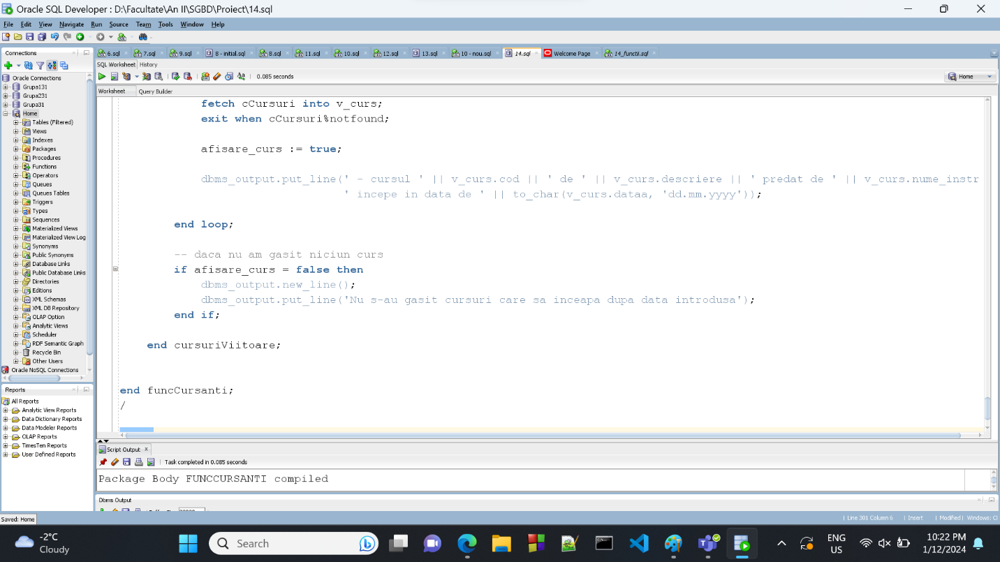 Oracle SQL Developer : D:\Facultate\An II\SGBD\Proiect\14.sql
File Edit View Navigate Run Source Team Tools Window Help
Connections
Oracle Connections
Grupa131
Grupa231
Grupa31
Home
Tables (Filtered)
Views
Indexes
Packages
Procedures
Functions
Operators
Queues
Queues Tables
Triggers
Types
Sequences
Materialized Views
Materialized View Log
Synonyms
Public Synonyms
Database Links
Public Database Links
Directories
Editions
XML Schemas
XML DB Repository
OLAP Option
Analytic Views
Scheduler
RDF Semantic Graph
Recycle Bin
Other Users
Oracle NoSQL Connections
Reports
All Reports
Analytic View Reports
Data Dictionary Reports
Data Modeler Reports
OLAP Reports
TimesTen Reports
User Defined Reports
6.sql 7.sql 9.sql 8 - initial.sql 8.sql 11.sql 10.sql 12.sql 13.sql 10 - nou.sql 14.sql Welcome Page 14_functii.sql
SQL Worksheet History
0.085 seconds
Home
Worksheet Query Builder
fetch cCursuri into v_curs;
exit when cCursuri%notfound;
afisare_curs := true;
dbms_output.put_line(' - cursul ' || v_curs.cod || ' de ' || v_curs.descriere || ' predat de ' || v_curs.nume_instr
' incepe in data de ' || to_char(v_curs.dataa, 'dd.mm.yyyy'));
end loop;
-- daca nu am gasit niciun curs
if afisare_curs = false then
dbms_output.new_line();
dbms_output.put_line('Nu s-au gasit cursuri care sa inceapa dupa data introdusa');
end if;
end cursuriViitoare;
end funcCursanti;
/
Script Output
Task completed in 0.085 seconds
Package Body FUNCCURSANTI compiled
Dbms Output
Saved: Home
Line 301 Column 6 Insert Modified Windows: C
-2°C
Cloudy
Search
ENG
US
10:22 PM
1/12/2024